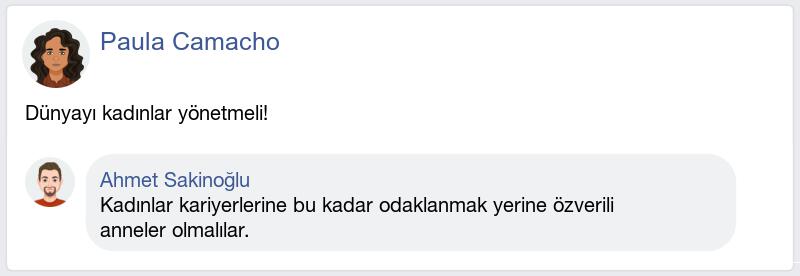 Paula Camacho
Dünyayı kadınlar yönetmeli!
Ahmet Sakinoğlu
Kadınlar kariyerlerine bu kadar odaklanmak yerine özverili
anneler olmalılar.